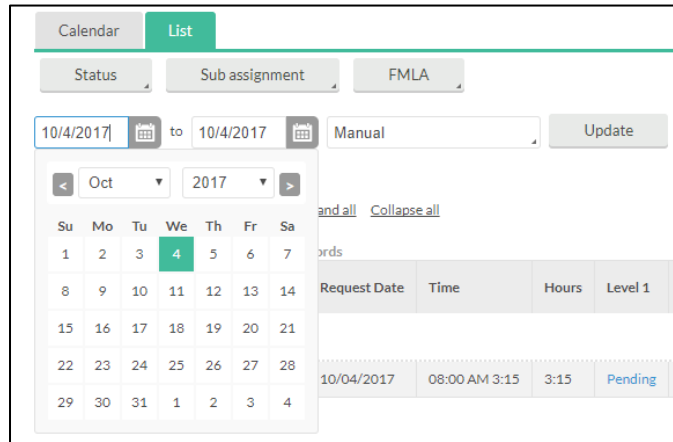 Calendar List
Status Sub assignment FMLA
10/4/2017 to 10/4/2017 Manual Update
< Oct 2017 >
Collapse all
Su Mo Tu We Th Fr Sa
1 2 3 4 5 6 7
Request Date Time Hours Level 1
8 9 10 11 12 13 14
15 16 17 18 19 20 21
22 23 24 25 26 27 28
10/04/2017 08:00 AM 3:15 3:15 Pending
29 30 31 1 2 3 4